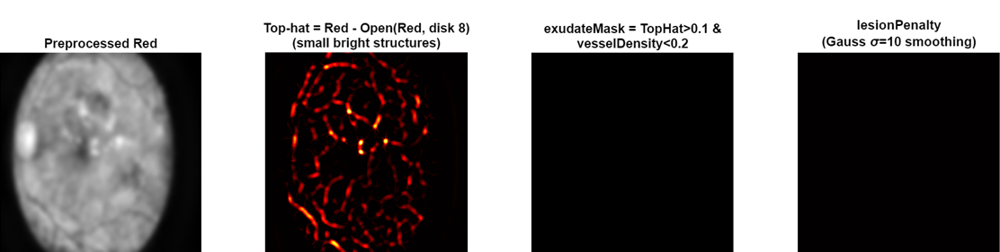 Preprocessed Red
Top-hat = Red - Open(Red, disk 8)
(small bright structures)
exudateMask = TopHat>0.1 &
vesselDensity<0.2
lesionPenalty
(Gauss σ=10 smoothing)